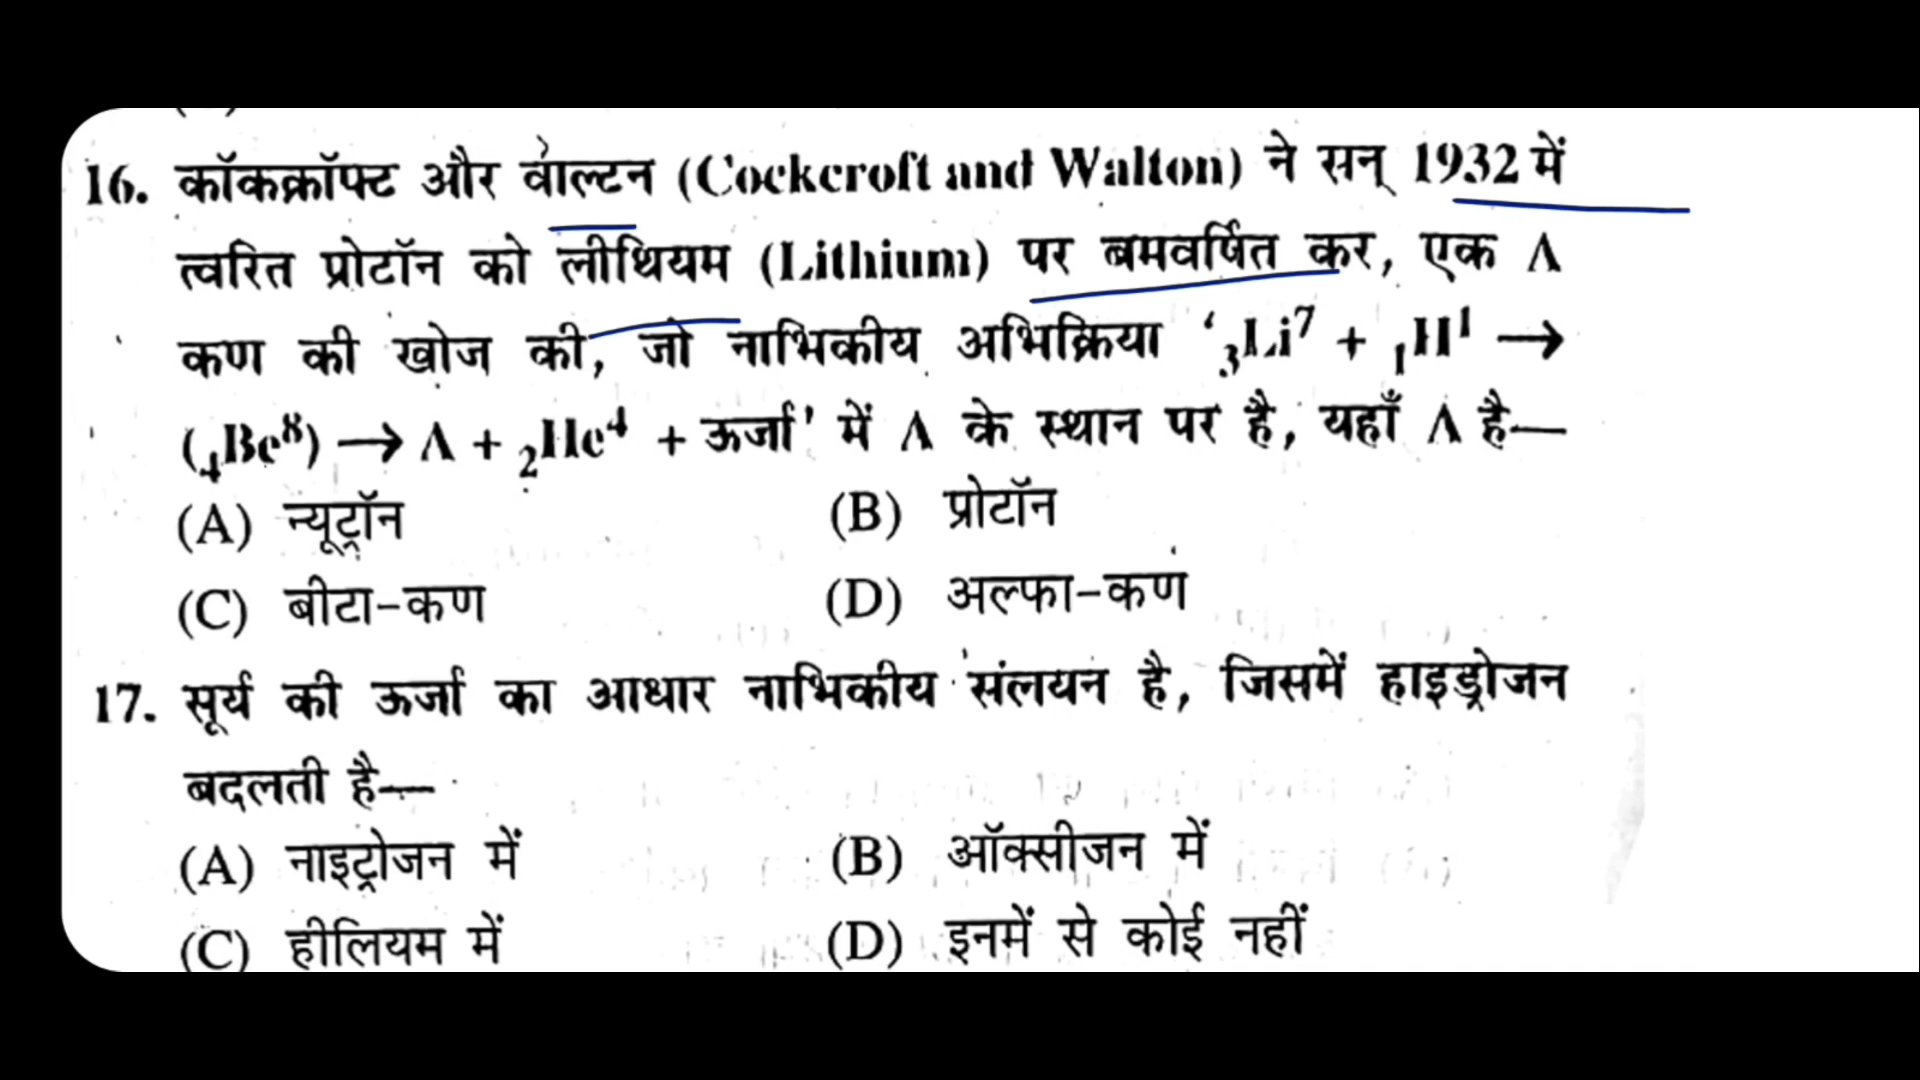 16. कॉकक्रॉफ्ट और वाल्टन (Cockcroft and Walton) ने सन् 1932 में
त्वरित प्रोटॉन को लीथियम (Lithium) पर बमवर्षित कर, एक A
कण की खोज की, जो नाभिकीय अभिक्रिया ‘₃Li⁷ + ₁H¹ →
(₄Be⁸) → A + ₂He⁴ + ऊर्जा’ में A के स्थान पर है, यहाँ A है—
(A) न्यूट्रॉन (B) प्रोटॉन
(C) बीटा-कण (D) अल्फा-कण
17. सूर्य की ऊर्जा का आधार नाभिकीय संलयन है, जिसमें हाइड्रोजन
बदलती है—
(A) नाइट्रोजन में (B) ऑक्सीजन में
(C) हीलियम में (D) इनमें से कोई नहीं